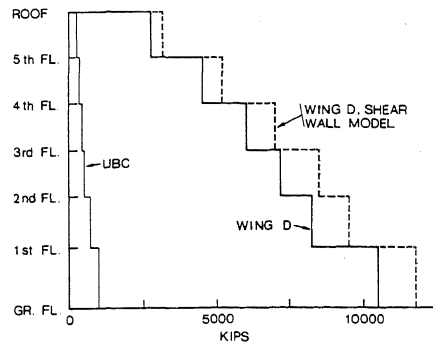 ROOF
5th FL.
4th FL.
3rd FL.
2nd FL.
1st FL.
GR. FL.
UBC
WING D, SHEAR
WALL MODEL
WING D
0
5000
10000
KIPS